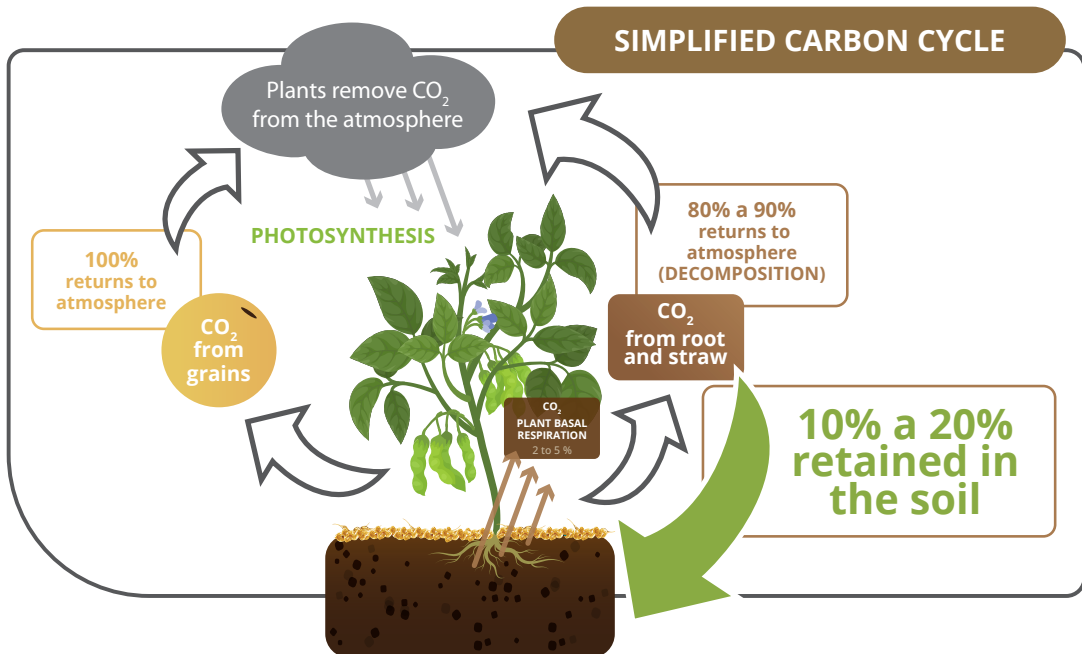 SIMPLIFIED CARBON CYCLE
Plants remove CO₂
from the atmosphere
PHOTOSYNTHESIS
100%
returns to
atmosphere
CO₂
from
grains
80% a 90%
returns to
atmosphere
(DECOMPOSITION)
CO₂
from root
and straw
CO₂
PLANT BASAL
RESPIRATION
2 to 5 %
10% a 20%
retained in
the soil